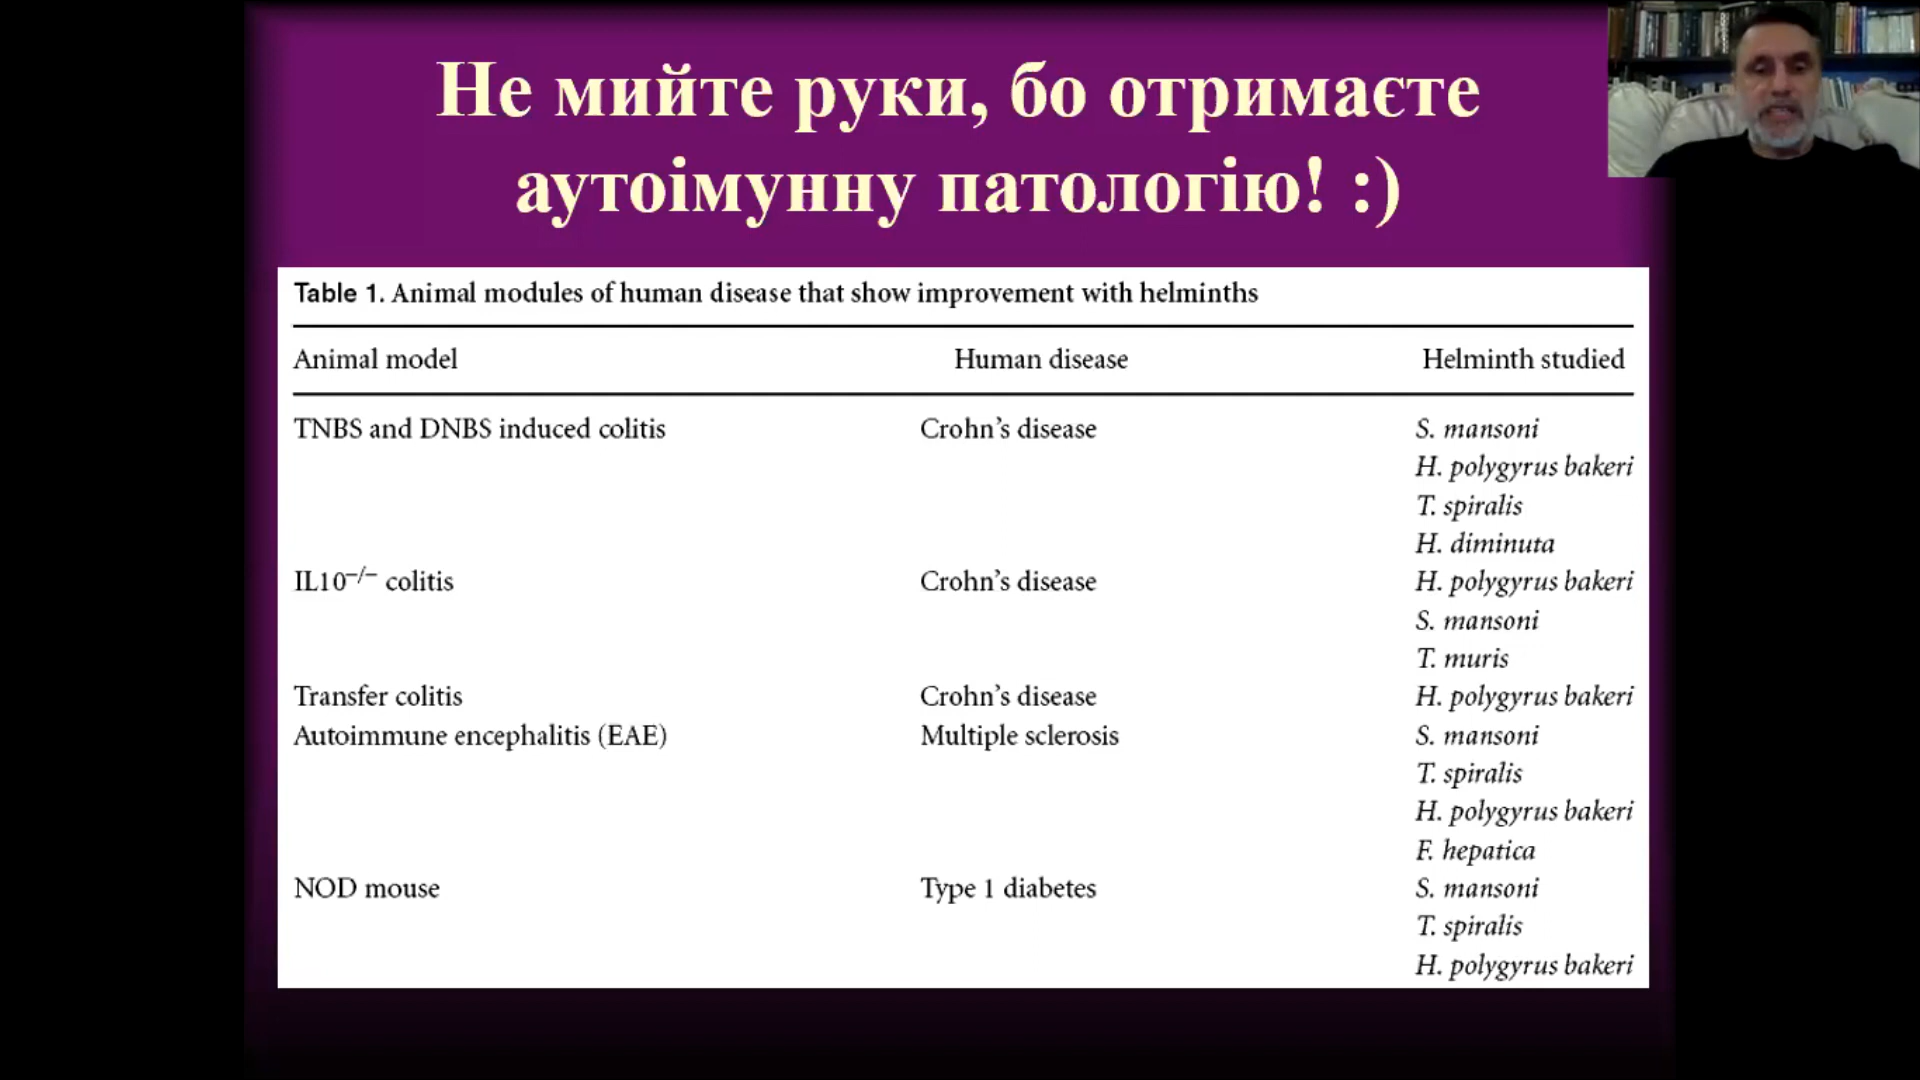 Не мийте руки, бо отримаєте
аутоімунну патологію! :)
Table 1. Animal modules of human disease that show improvement with helminths
Animal model Human disease Helminth studied
TNBS and DNBS induced colitis Crohn’s disease S. mansoni
H. polygyrus bakeri
T. spiralis
H. diminuta
IL10−/− colitis Crohn’s disease H. polygyrus bakeri
S. mansoni
T. muris
Transfer colitis Crohn’s disease H. polygyrus bakeri
Autoimmune encephalitis (EAE) Multiple sclerosis S. mansoni
T. spiralis
H. polygyrus bakeri
F. hepatica
NOD mouse Type 1 diabetes S. mansoni
T. spiralis
H. polygyrus bakeri